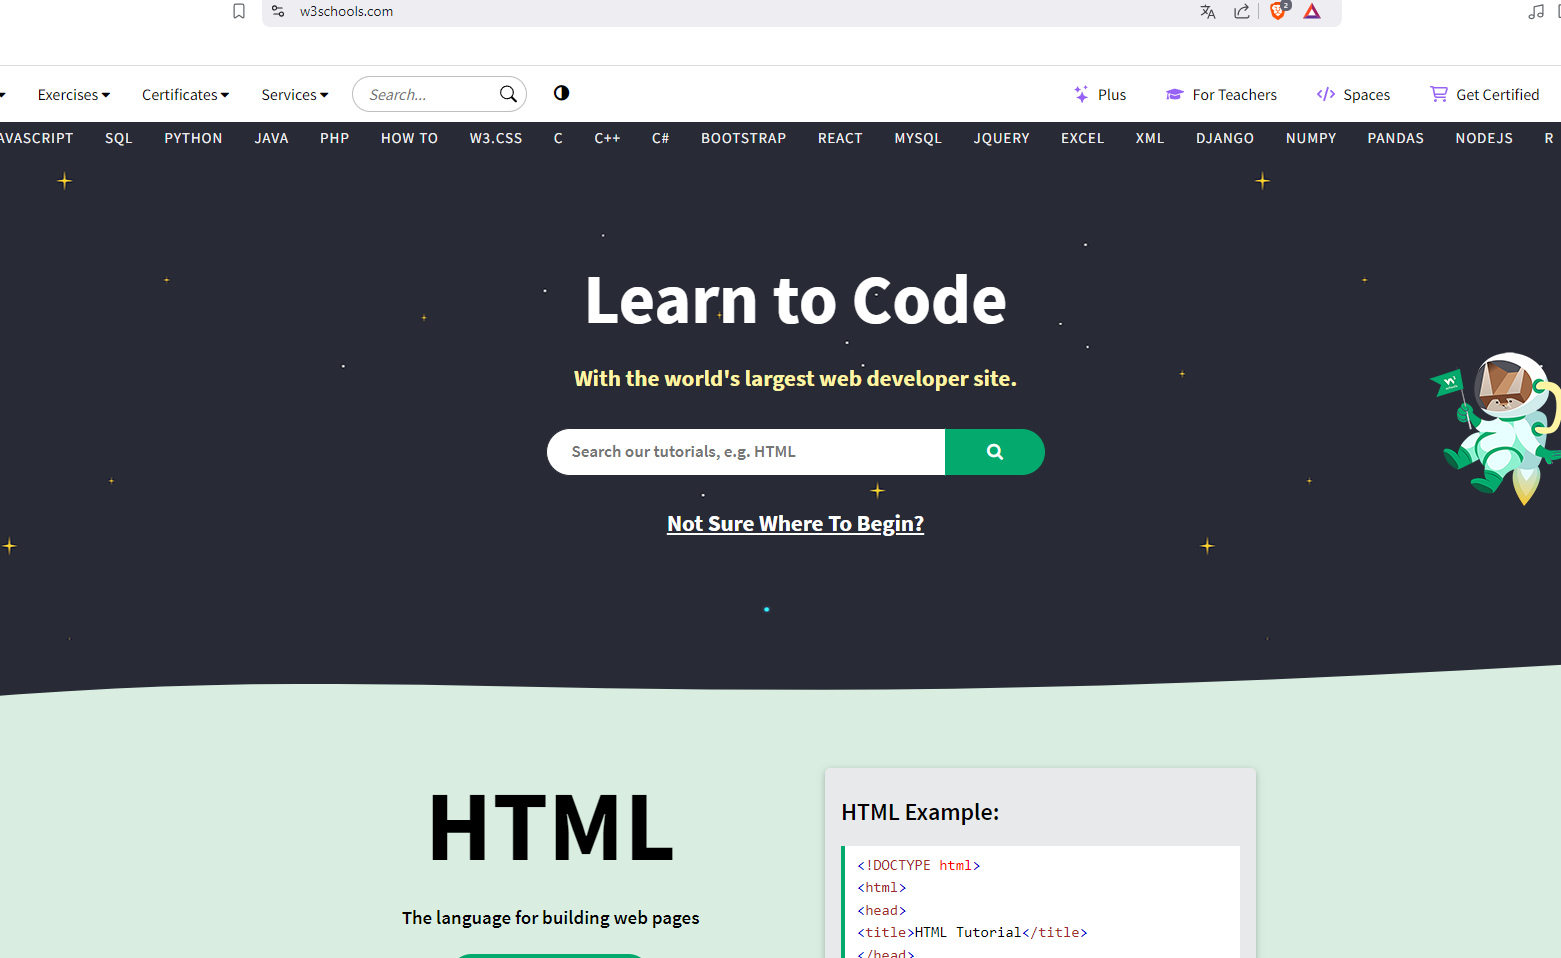 w3schools.com
2
Exercises
Certificates
Services
Search...
Plus
For Teachers
Spaces
Get Certified
AVASCRIPT SQL PYTHON JAVA PHP HOW TO W3.CSS C C++ C# BOOTSTRAP REACT MYSQL JQUERY EXCEL XML DJANGO NUMPY PANDAS NODEJS R
Learn to Code
With the world's largest web developer site.
Search our tutorials, e.g. HTML
Not Sure Where To Begin?
HTML
The language for building web pages
HTML Example:
<!DOCTYPE html>
<html>
<head>
<title>HTML Tutorial</title>
</head>